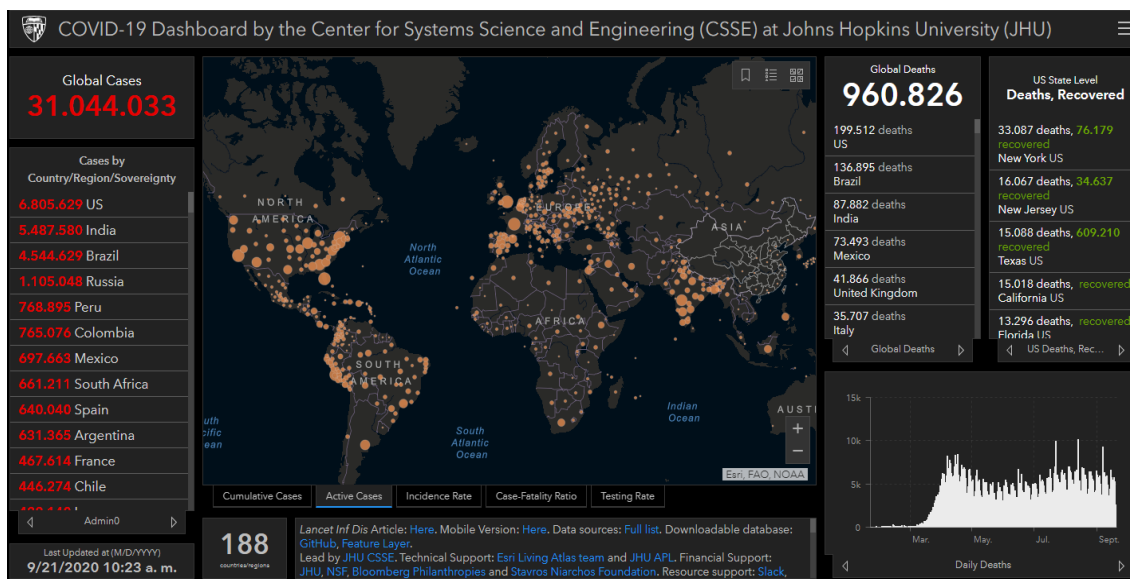 COVID-19 Dashboard by the Center for Systems Science and Engineering (CSSE) at Johns Hopkins University (JHU)
Global Cases
31.044.033
Cases by
Country/Region/Sovereignty
6.805.629 US
5.487.580 India
4.544.629 Brazil
1.105.048 Russia
768.895 Peru
765.076 Colombia
697.663 Mexico
661.211 South Africa
640.040 Spain
631.365 Argentina
467.614 France
446.274 Chile
Admin0
Last Updated at (M/D/YYYY)
9/21/2020 10:23 a. m.
NORTH
AMERICA
North
Atlantic
Ocean
EUROPE
ASIA
AFRICA
SOUTH
AMERICA
South
Atlantic
Ocean
Indian
Ocean
AUST
uth
cific
ean
+
−
Esri, FAO, NOAA
Cumulative Cases
Active Cases
Incidence Rate
Case-Fatality Ratio
Testing Rate
188
countries/regions
Lancet Inf Dis Article: Here. Mobile Version: Here. Data sources: Full list. Downloadable database:
GitHub, Feature Layer.
Lead by JHU CSSE. Technical Support: Esri Living Atlas team and JHU APL. Financial Support:
JHU, NSF, Bloomberg Philanthropies and Stavros Niarchos Foundation. Resource support: Slack,
Global Deaths
960.826
199.512 deaths
US
136.895 deaths
Brazil
87.882 deaths
India
73.493 deaths
Mexico
41.866 deaths
United Kingdom
35.707 deaths
Italy
Global Deaths
US State Level
Deaths, Recovered
33.087 deaths, 76.179
recovered
New York US
16.067 deaths, 34.637
recovered
New Jersey US
15.088 deaths, 609.210
recovered
Texas US
15.018 deaths, recovered
California US
13.296 deaths, recovered
Florida US
US Deaths, Rec...
15k
10k
5k
0
Mar.
May.
Jul.
Sept.
Daily Deaths